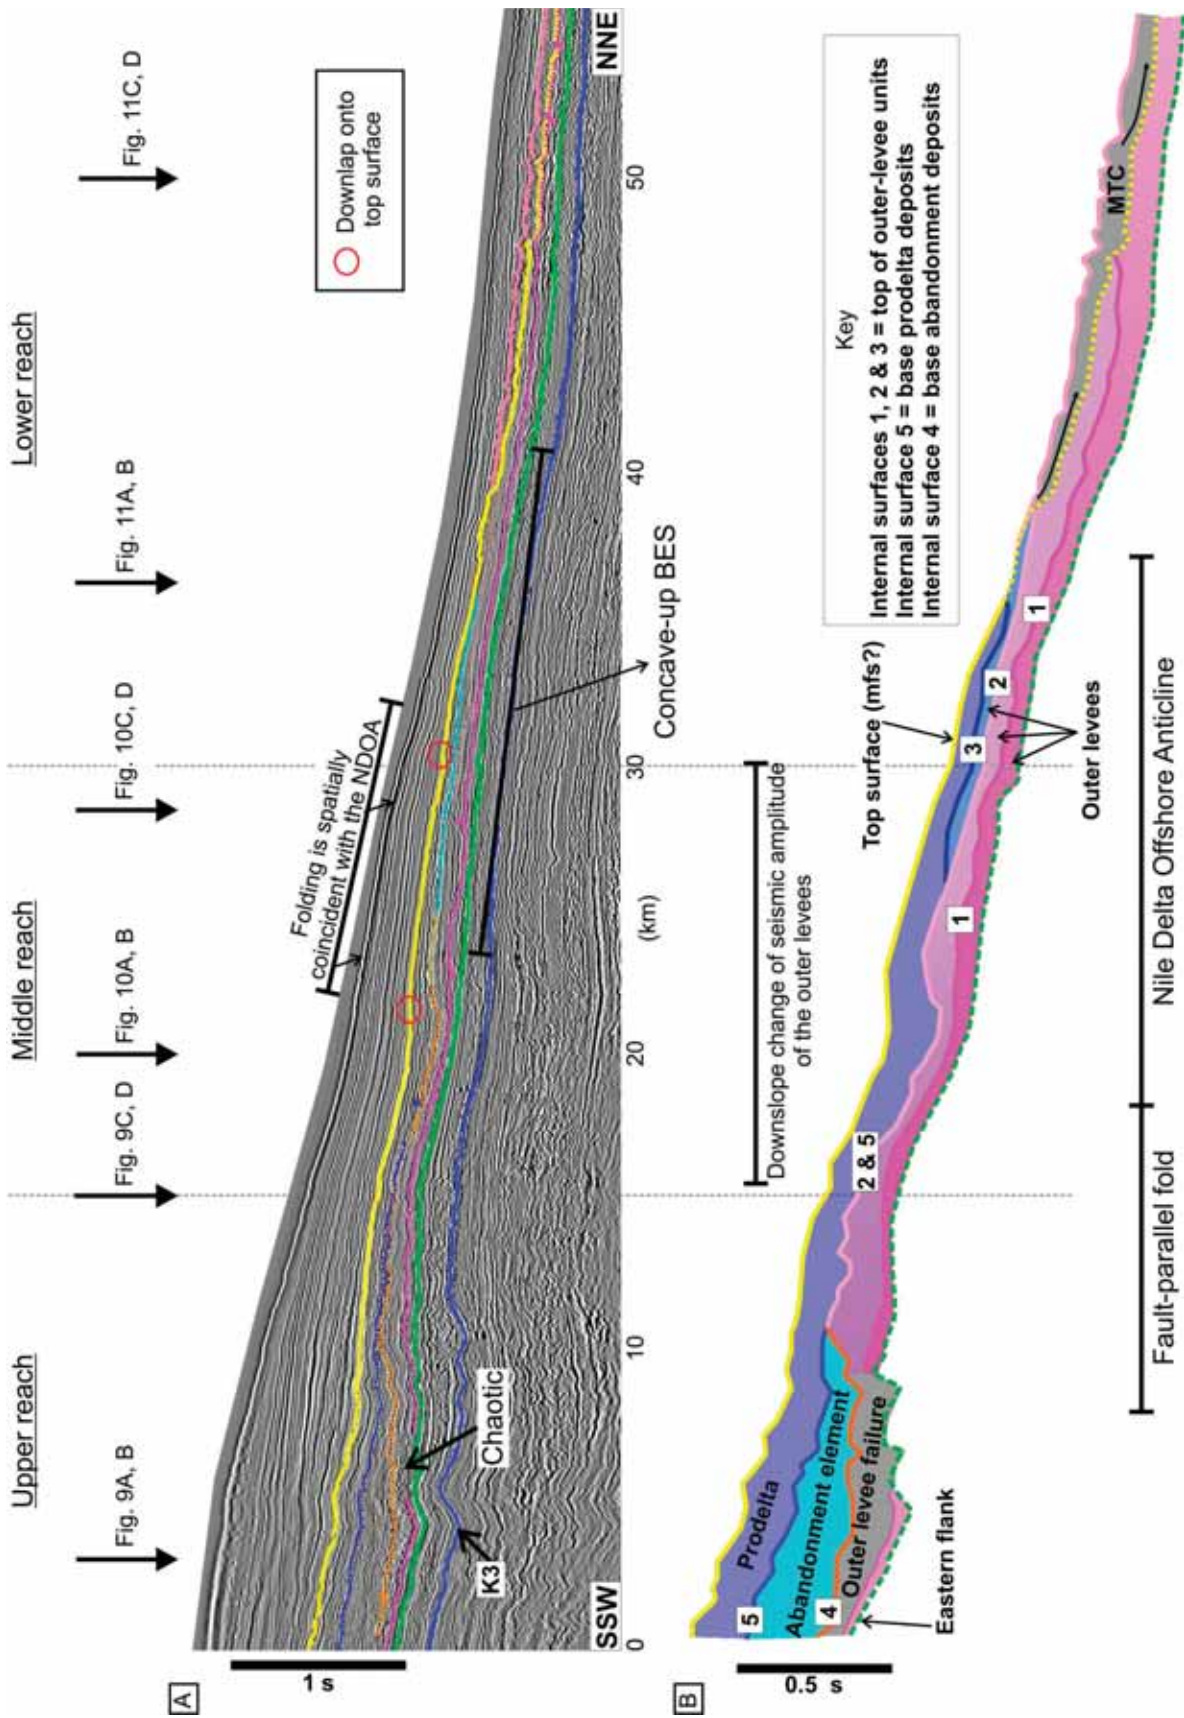 Upper reach
Middle reach
Lower reach
Fig. 9A, B
Fig. 9C, D
Fig. 10A, B
Fig. 10C, D
Fig. 11A, B
Fig. 11C, D
A
1 s
Folding is spatially
coincident with the NDOA
Downlap onto
top surface
Chaotic
K3
SSW
NNE
0
10
20
(km)
30
40
50
Concave-up BES
B
0.5 s
Downslope change of seismic amplitude
of the outer levees
Top surface (mfs?)
Key
Internal surfaces 1, 2 & 3 = top of outer-levee units
Internal surface 5 = base prodelta deposits
Internal surface 4 = base abandonment deposits
5
Prodelta
Abandonment element
4
Outer levee failure
Eastern flank
2 & 5
1
3
2
1
Outer levees
MTC
Fault-parallel fold
Nile Delta Offshore Anticline